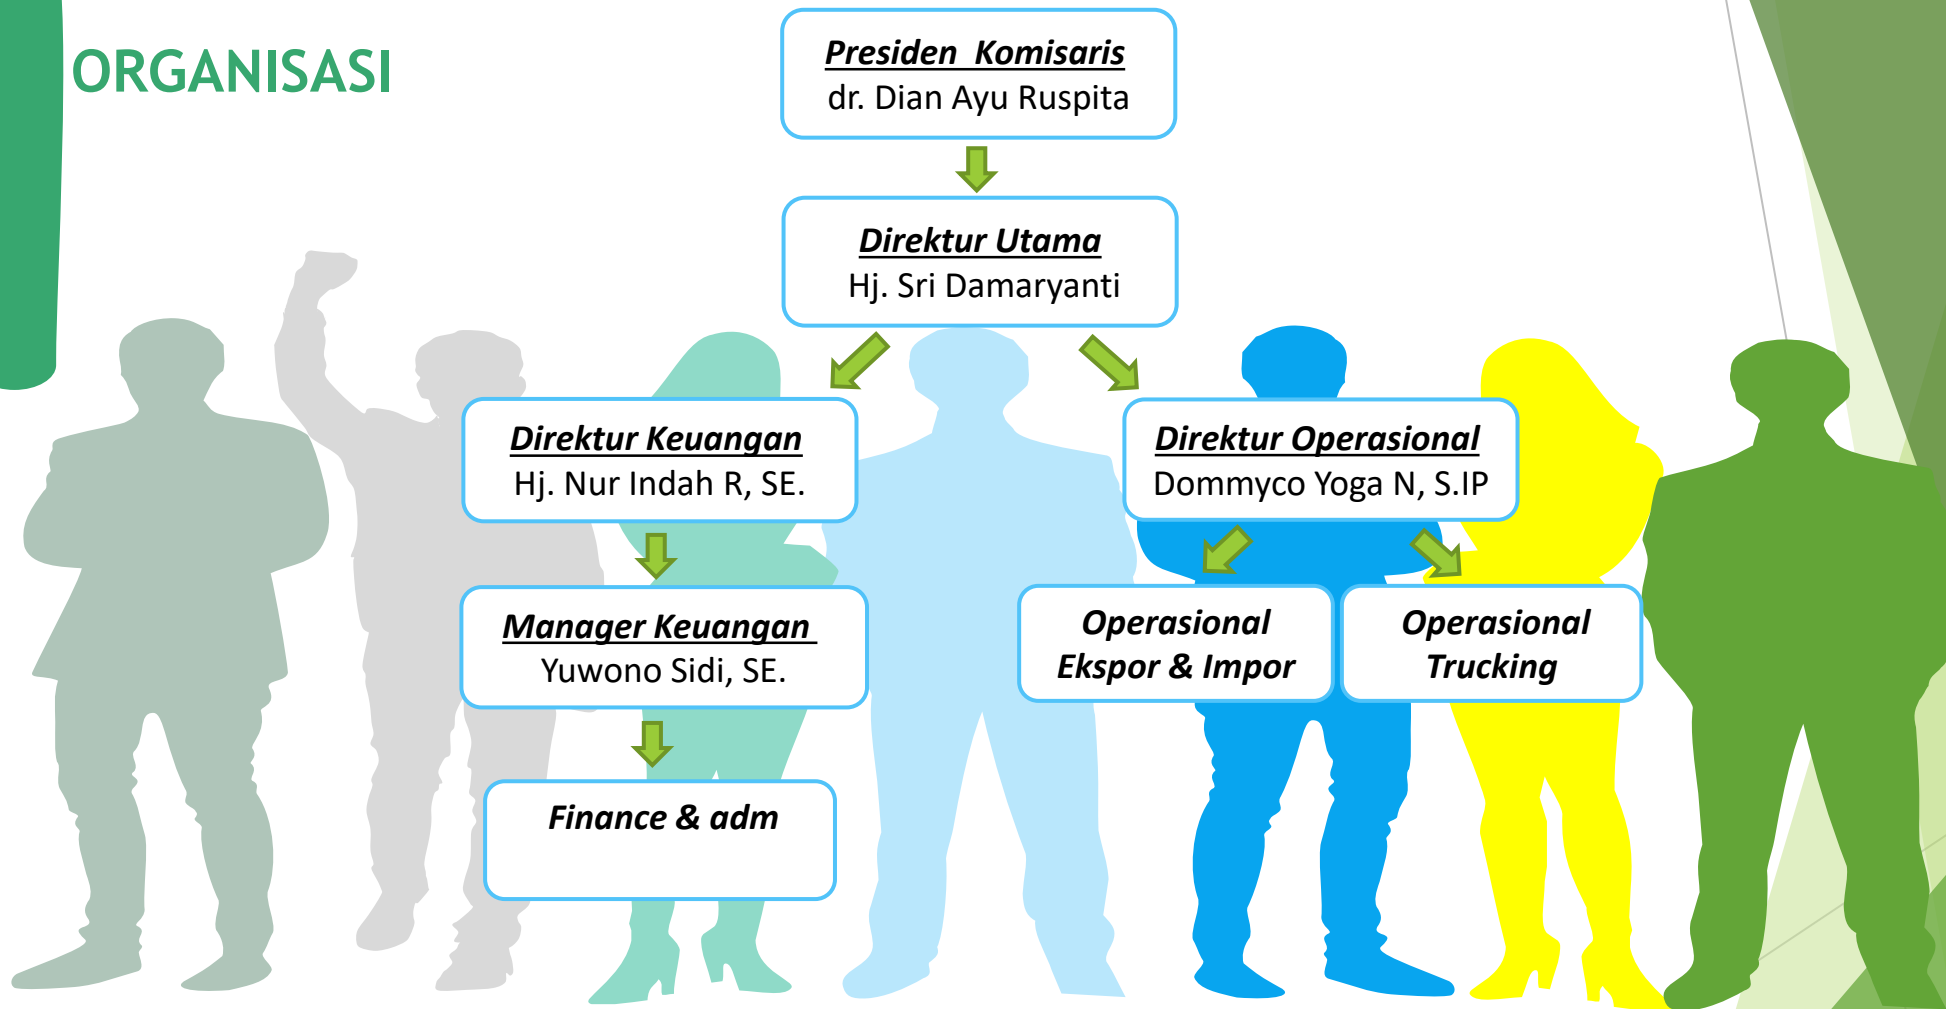 ORGANISASI
Presiden Komisaris
dr. Dian Ayu Ruspita
Direktur Utama
Hj. Sri Damaryanti
Direktur Keuangan
Hj. Nur Indah R, SE.
Direktur Operasional
Dommyco Yoga N, S.IP
Manager Keuangan
Yuwono Sidi, SE.
Operasional
Ekspor & Impor
Operasional
Trucking
Finance & adm